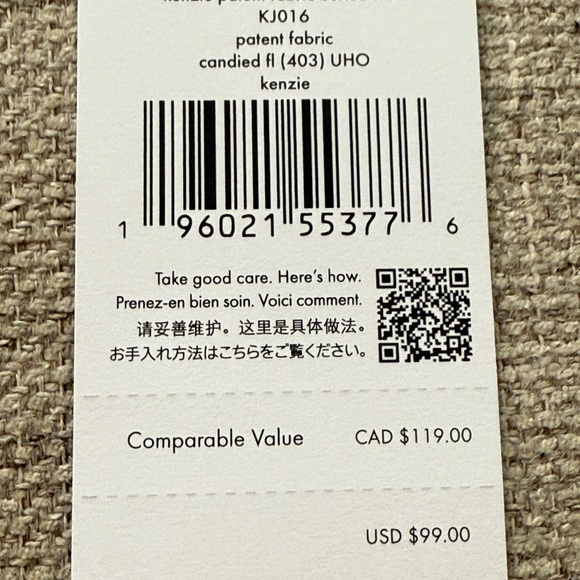 kenzie patent fabric
KJ016
patent fabric
candied fl (403) UHO
kenzie
1 96021 55377 6
Take good care. Here's how.
Prenez-en bien soin. Voici comment.
请妥善维护。这里是具体做法。
お手入れ方法はこちらをご覧ください。
Comparable Value CAD $119.00
USD $99.00